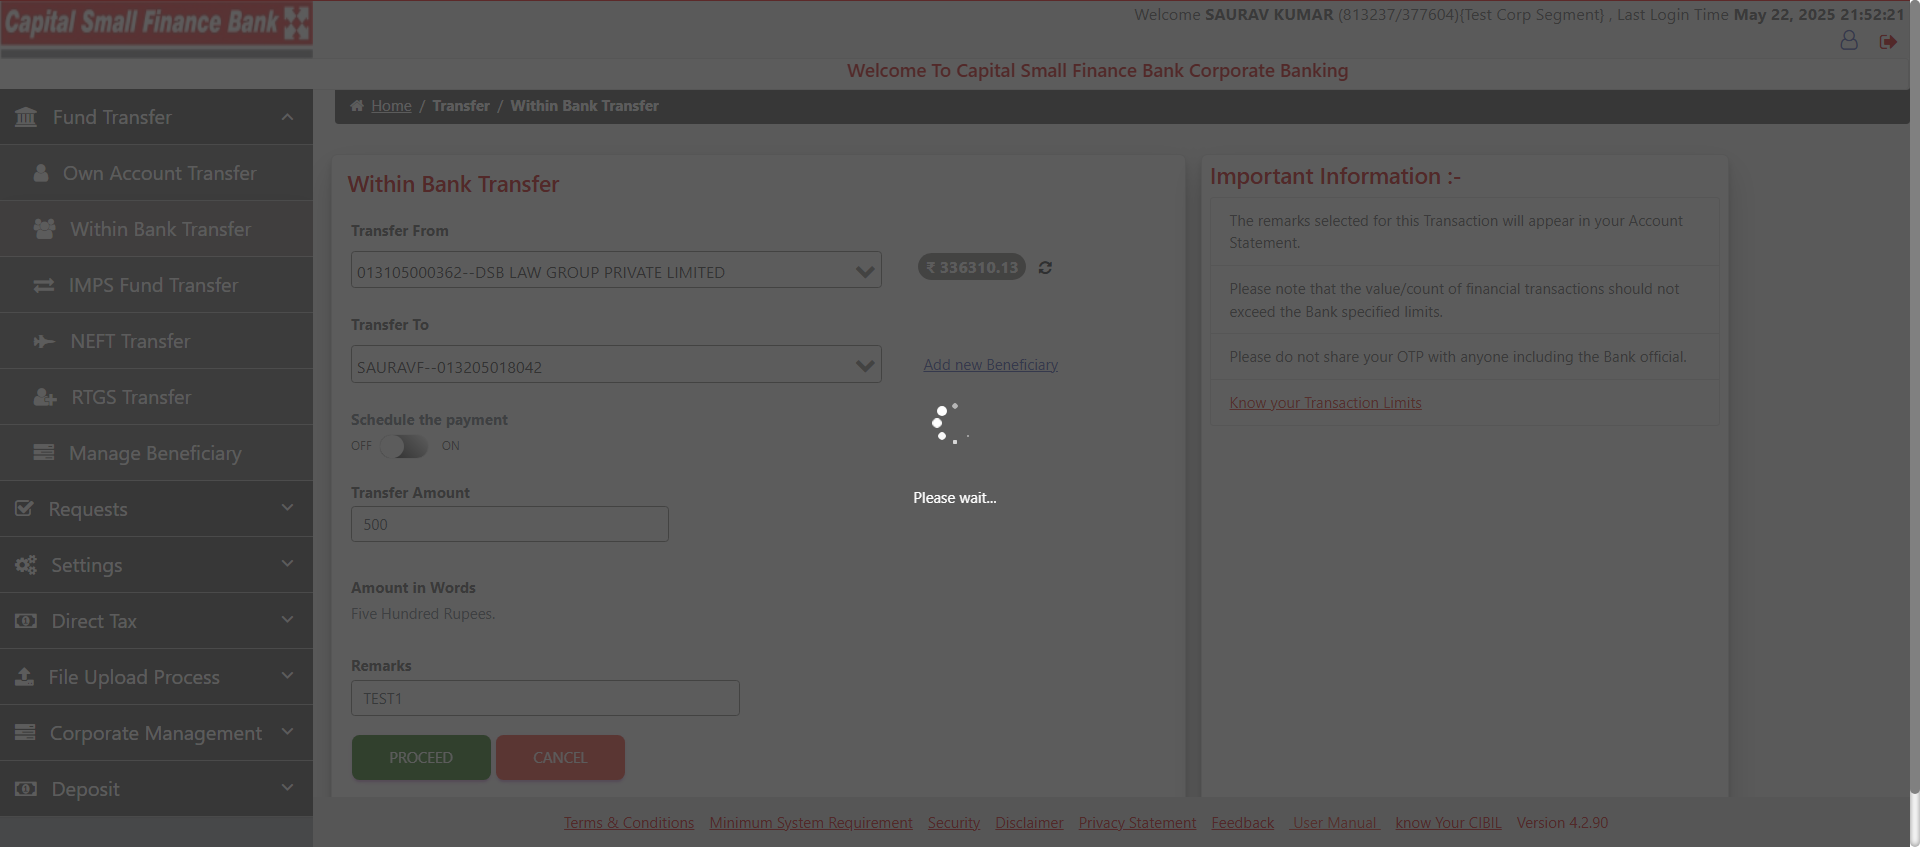 Capital Small Finance Bank
Welcome SAURAV KUMAR (813237/377604){Test Corp Segment} , Last Login Time May 22, 2025 21:52:21
Welcome To Capital Small Finance Bank Corporate Banking
Fund Transfer
Own Account Transfer
Within Bank Transfer
IMPS Fund Transfer
NEFT Transfer
RTGS Transfer
Manage Beneficiary
Requests
Settings
Direct Tax
File Upload Process
Corporate Management
Deposit
Home / Transfer / Within Bank Transfer
Within Bank Transfer
Transfer From
013105000362--DSB LAW GROUP PRIVATE LIMITED
₹ 336310.13
Transfer To
SAURAVF--013205018042
Add new Beneficiary
Schedule the payment
OFF ON
Transfer Amount
500
Amount in Words
Five Hundred Rupees.
Remarks
TEST1
PROCEED CANCEL
Please wait...
Important Information :-
The remarks selected for this Transaction will appear in your Account
Statement.
Please note that the value/count of financial transactions should not
exceed the Bank specified limits.
Please do not share your OTP with anyone including the Bank official.
Know your Transaction Limits
Terms & Conditions Minimum System Requirement Security Disclaimer Privacy Statement Feedback User Manual know Your CIBIL Version 4.2.90